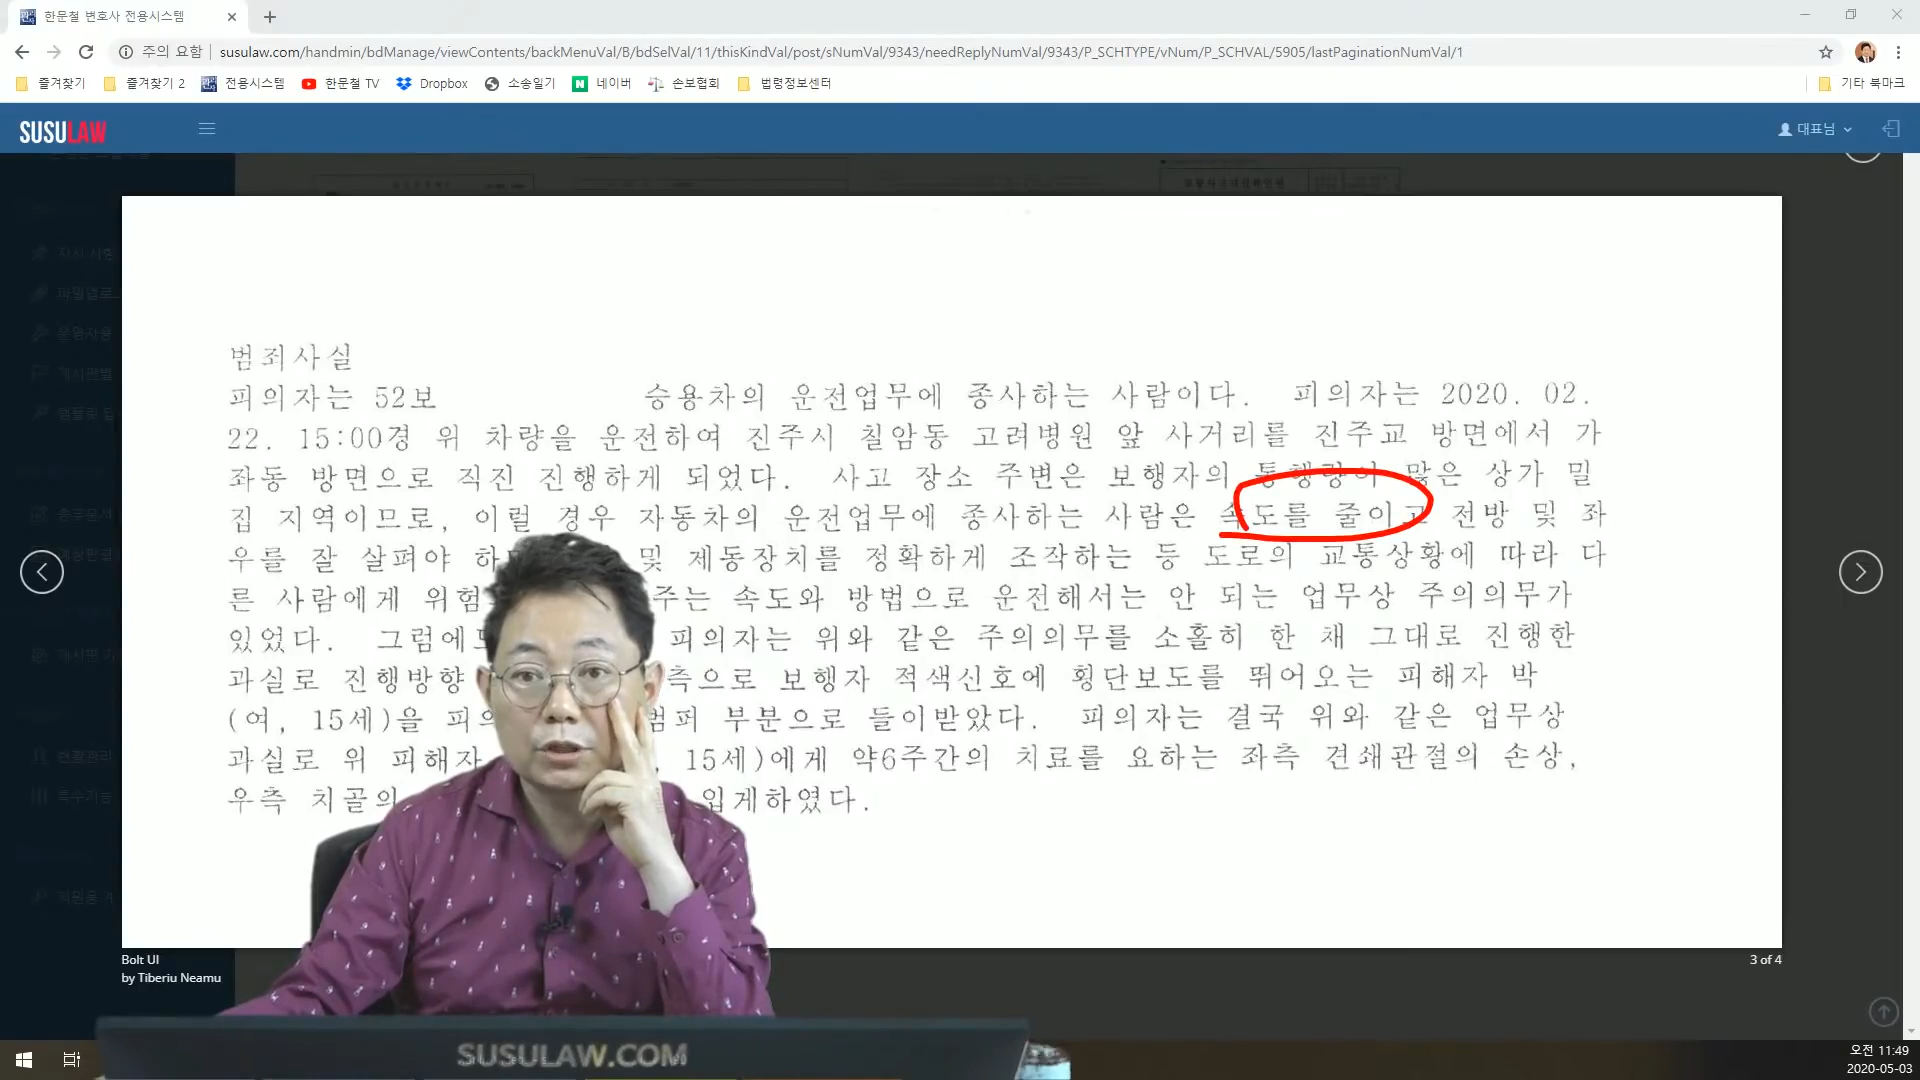 한문철 변호사 전용시스템
주의 요함
susulaw.com/handmin/bdManage/viewContents/backMenuVal/B/bdSelVal/11/thisKindVal/post/sNumVal/9343/needReplyNumVal/9343/P_SCHTYPE/vNum/P_SCHVAL/5905/lastPaginationNumVal/1
즐겨찾기 즐겨찾기 2 전용시스템 한문철 TV Dropbox 소송일기 네이버 손보협회 법령정보센터 기타 북마크
SUSULAW 대표님
범죄사실
피의자는 52보 승용차의 운전업무에 종사하는 사람이다. 피의자는 2020. 02.
22. 15:00경 위 차량을 운전하여 진주시 칠암동 고려병원 앞 사거리를 진주교 방면에서 가
좌동 방면으로 직진 진행하게 되었다. 사고 장소 주변은 보행자의 통행량이 많은 상가 밀
집 지역이므로, 이럴 경우 자동차의 운전업무에 종사하는 사람은 속도를 줄이고 전방 및 좌
우를 잘 살펴야 하 및 제동장치를 정확하게 조작하는 등 도로의 교통상황에 따라 다
른 사람에게 위험 주는 속도와 방법으로 운전해서는 안 되는 업무상 주의의무가
있었다. 그럼에도 피의자는 위와 같은 주의의무를 소홀히 한 채 그대로 진행한
과실로 진행방향 측으로 보행자 적색신호에 횡단보도를 뛰어오는 피해자 박
(여, 15세)을 피의 범퍼 부분으로 들이받았다. 피의자는 결국 위와 같은 업무상
과실로 위 피해자 , 15세)에게 약6주간의 치료를 요하는 좌측 견쇄관절의 손상,
우측 치골의 입게하였다.
Bolt UI
by Tiberiu Neamu
3 of 4
SUSULAW.COM
오전 11:49
2020-05-03